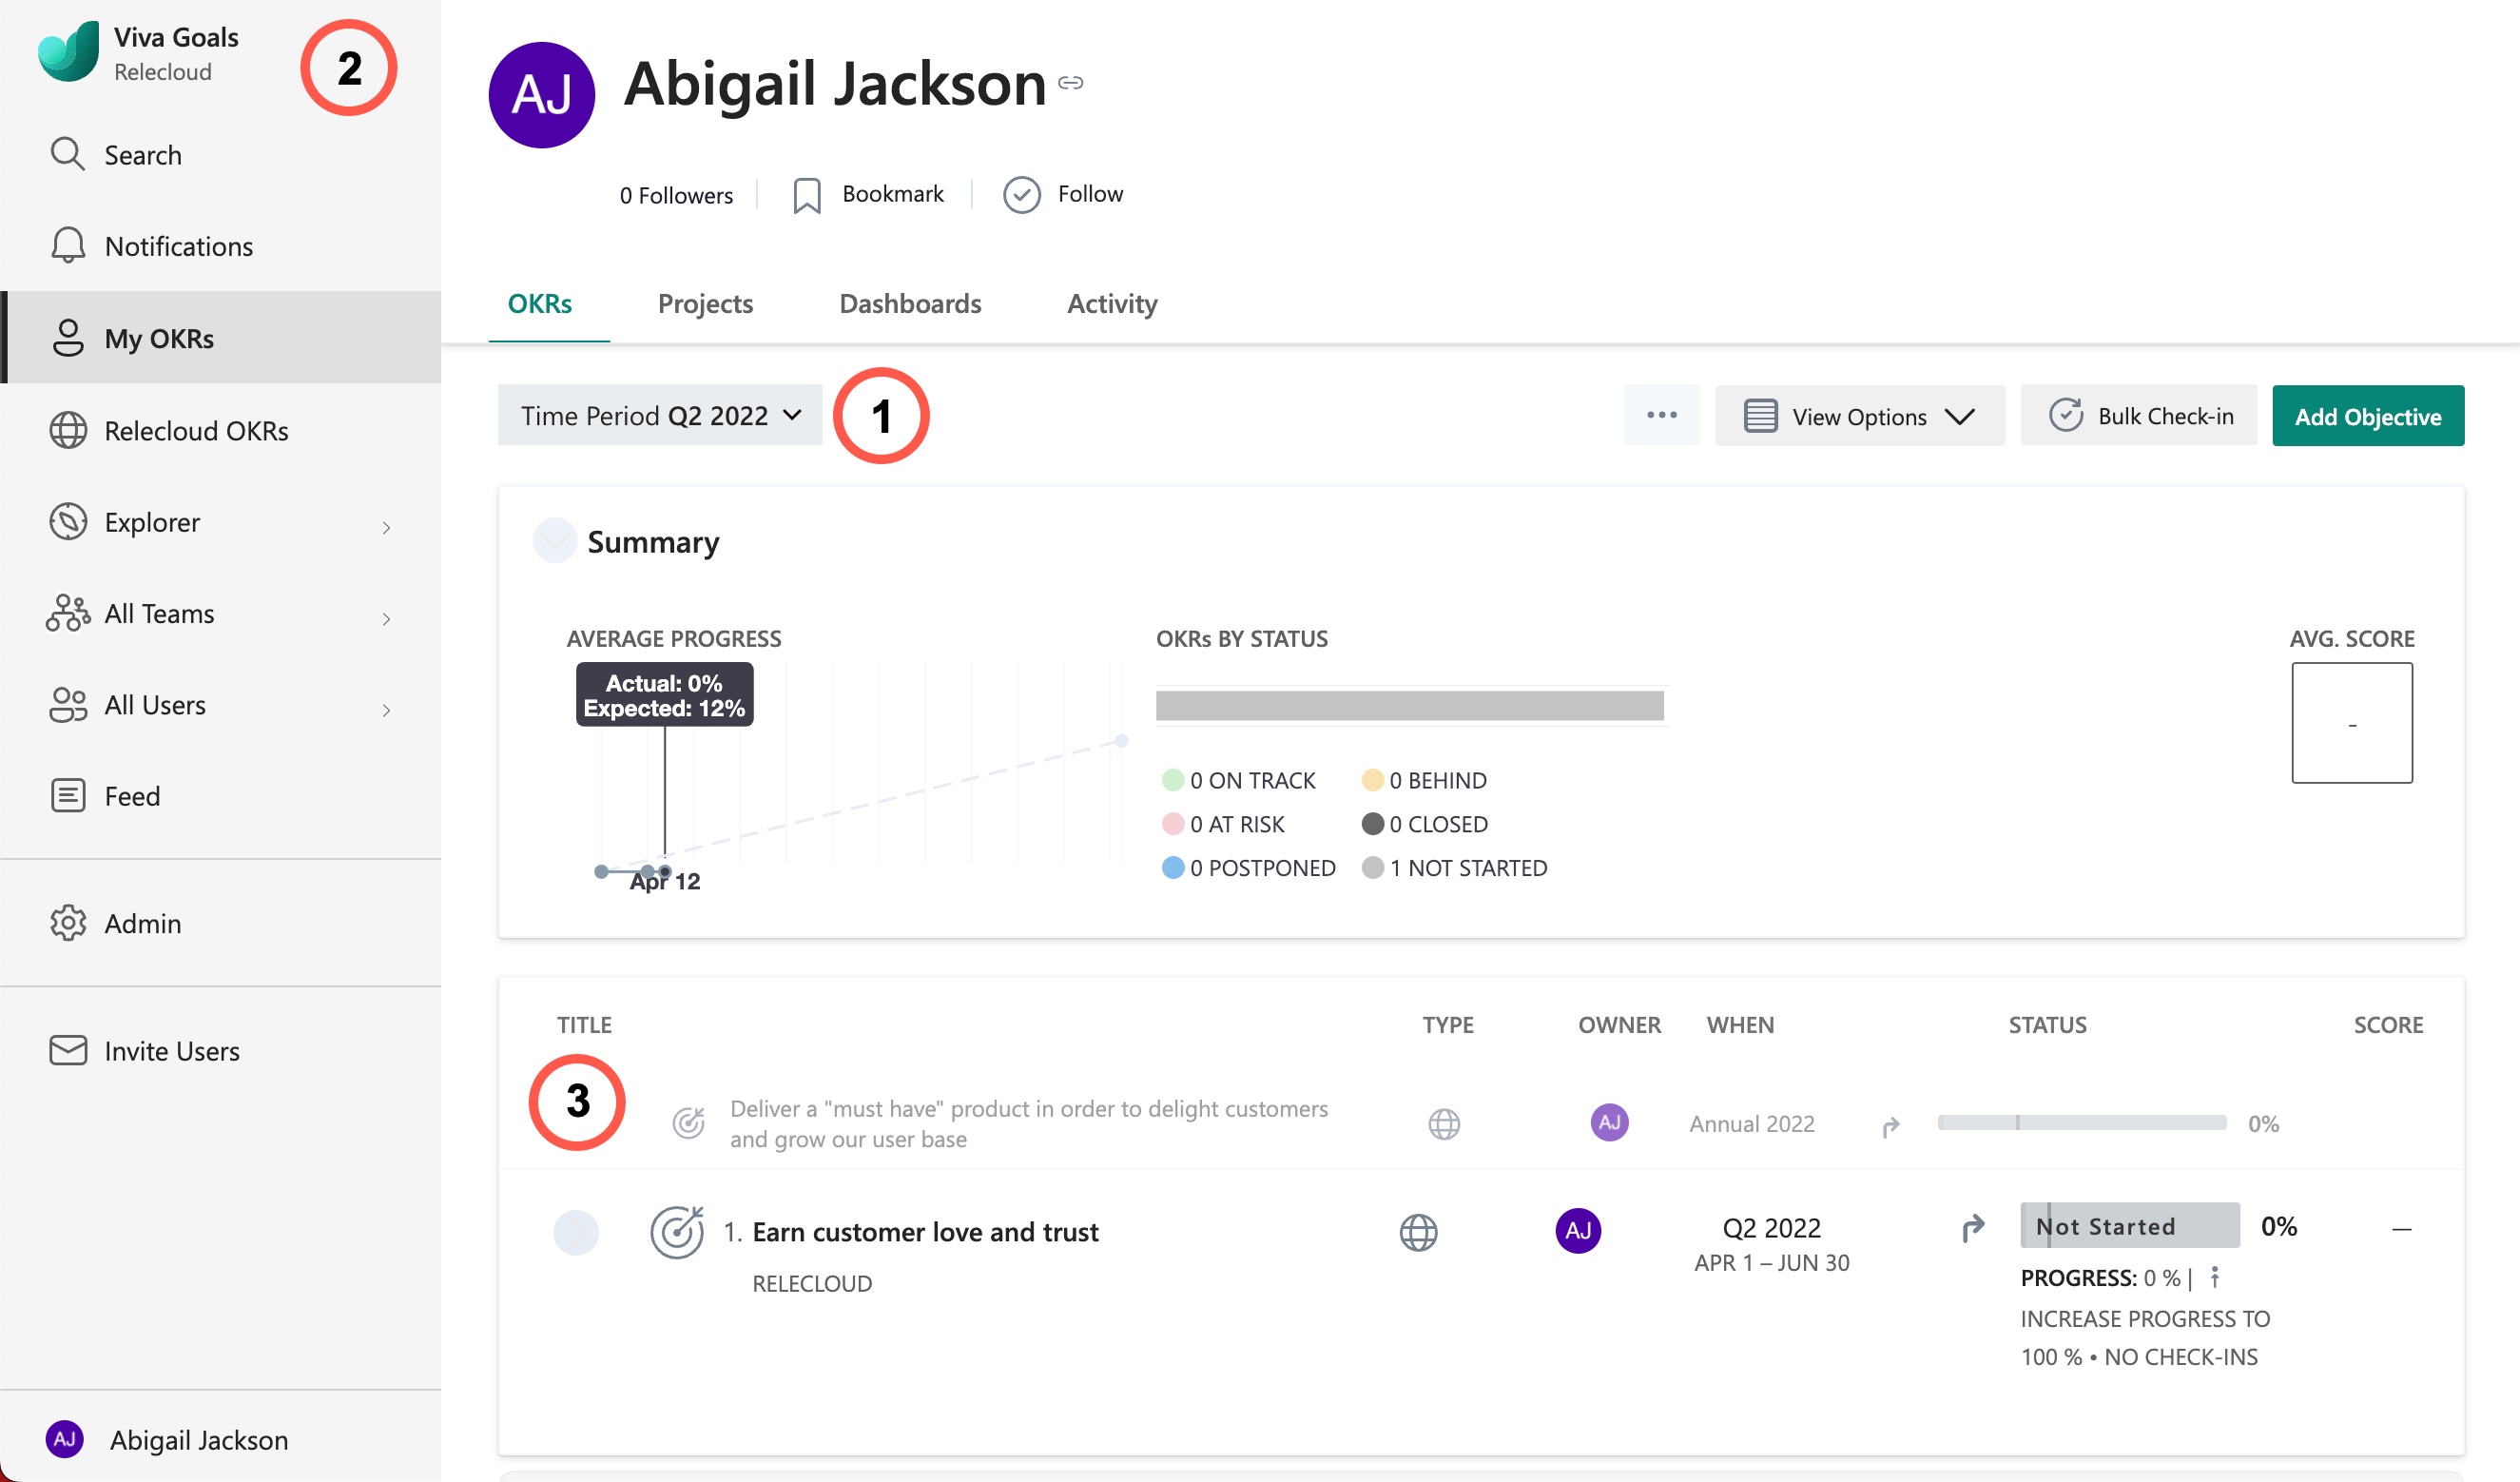 Viva Goals
Relecloud
2
Search
Notifications
My OKRs
Relecloud OKRs
Explorer
All Teams
All Users
Feed
Admin
Invite Users
AJ
Abigail Jackson
AJ
Abigail Jackson
0 Followers
Bookmark
Follow
OKRs
Projects
Dashboards
Activity
Time Period Q2 2022
1
View Options
Bulk Check-in
Add Objective
Summary
AVERAGE PROGRESS
Actual: 0%
Expected: 12%
Apr 12
OKRs BY STATUS
0 ON TRACK
0 BEHIND
0 AT RISK
0 CLOSED
0 POSTPONED
1 NOT STARTED
AVG. SCORE
-
TITLE
TYPE
OWNER
WHEN
STATUS
SCORE
3
Deliver a "must have" product in order to delight customers
and grow our user base
AJ
Annual 2022
0%
1. Earn customer love and trust
RELECLOUD
AJ
Q2 2022
APR 1 – JUN 30
Not Started
0%
—
PROGRESS: 0 % |
INCREASE PROGRESS TO
100 % • NO CHECK-INS